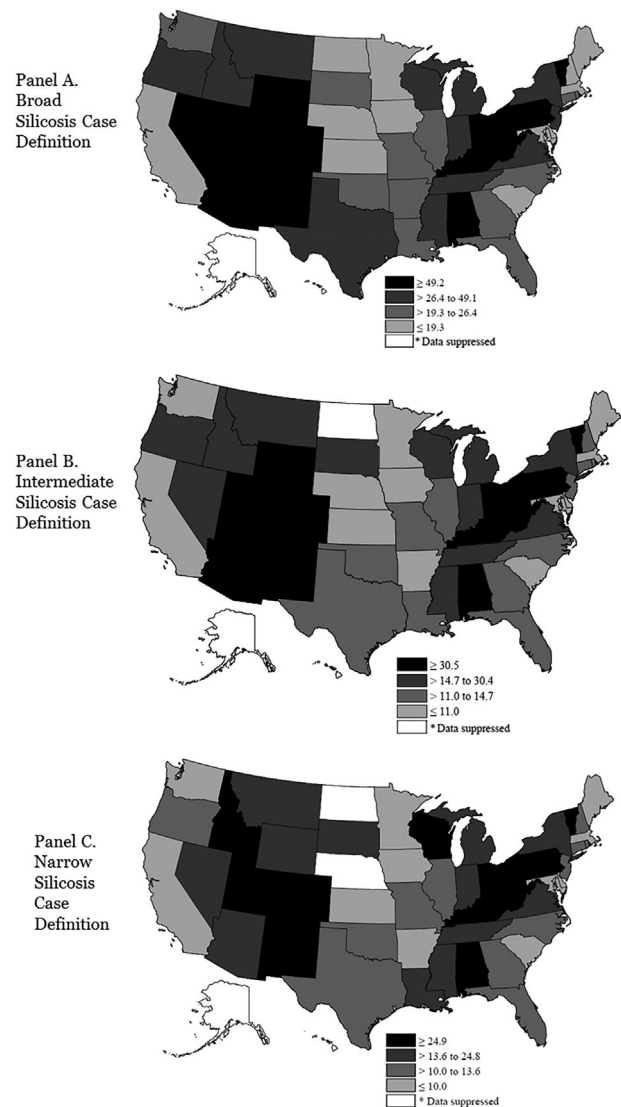 Panel A.
Broad
Silicosis Case
Definition
≥ 49.2
> 26.4 to 49.1
> 19.3 to 26.4
≤ 19.3
* Data suppressed
Panel B.
Intermediate
Silicosis Case
Definition
≥ 30.5
> 14.7 to 30.4
> 11.0 to 14.7
≤ 11.0
* Data suppressed
Panel C.
Narrow
Silicosis
Case
Definition
≥ 24.9
> 13.6 to 24.8
> 10.0 to 13.6
≤ 10.0
* Data suppressed